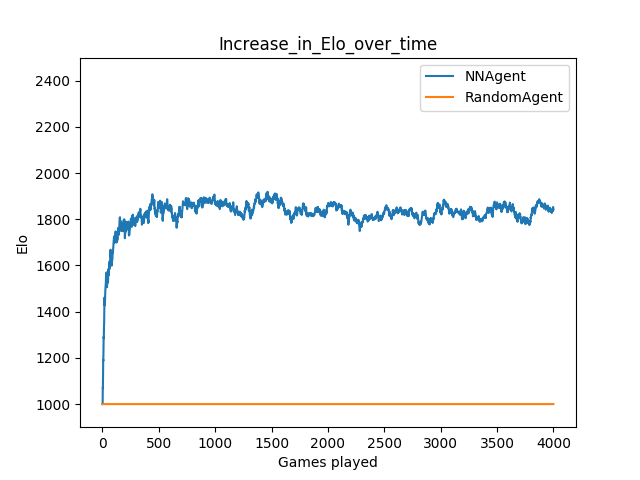 Increase_in_Elo_over_time
NNAgent
RandomAgent
2400
2200
2000
1800
1600
1400
1200
1000
Elo
0 500 1000 1500 2000 2500 3000 3500 4000
Games played